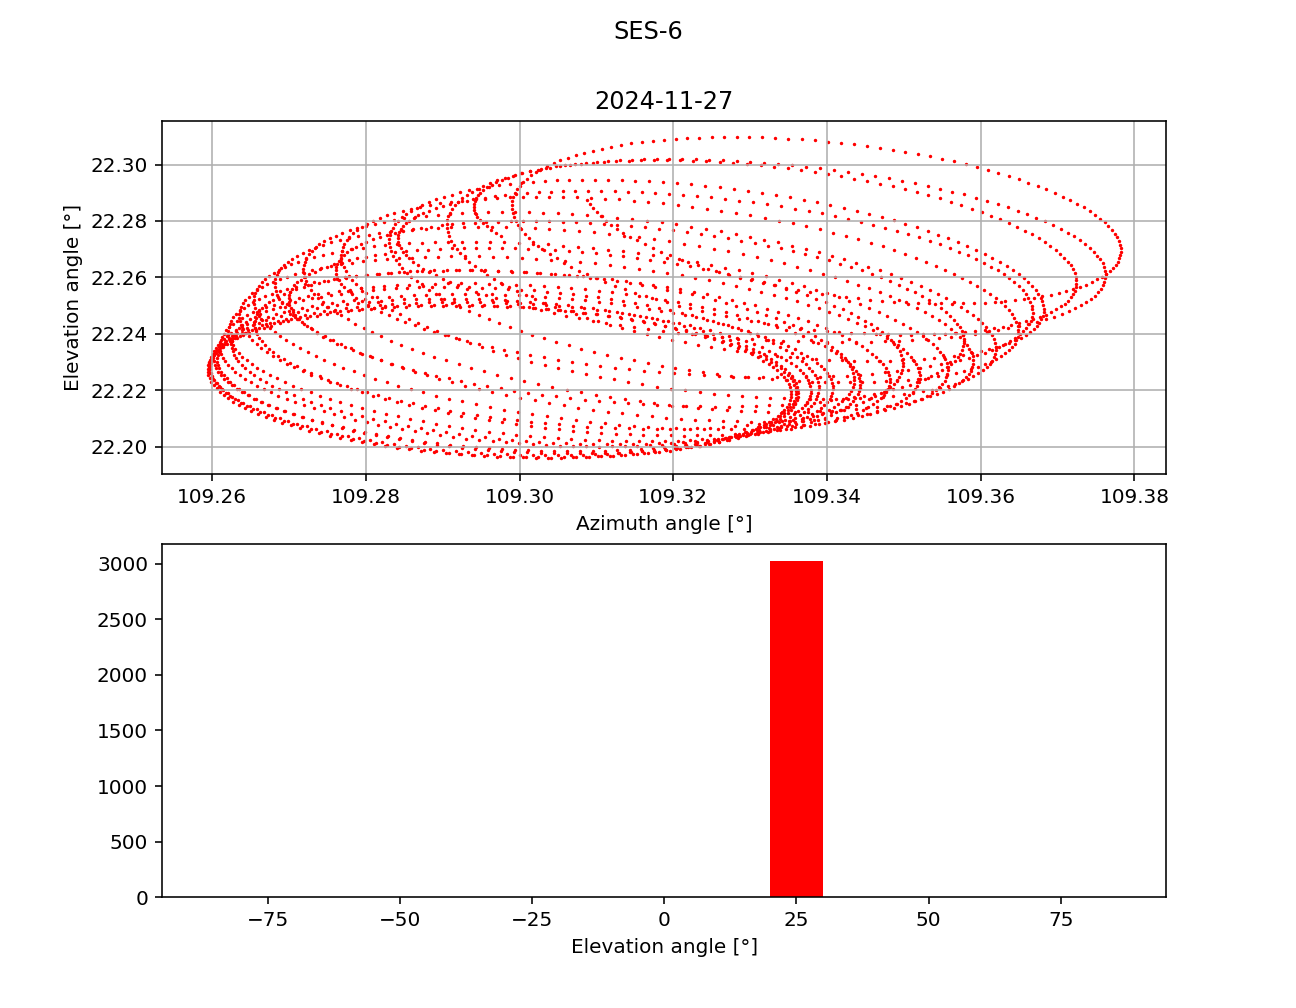 SES-6
2024-11-27
Elevation angle [°]
22.30
22.28
22.26
22.24
22.22
22.20
109.26 109.28 109.30 109.32 109.34 109.36 109.38
Azimuth angle [°]
3000
2500
2000
1500
1000
500
0
−75 −50 −25 0 25 50 75
Elevation angle [°]